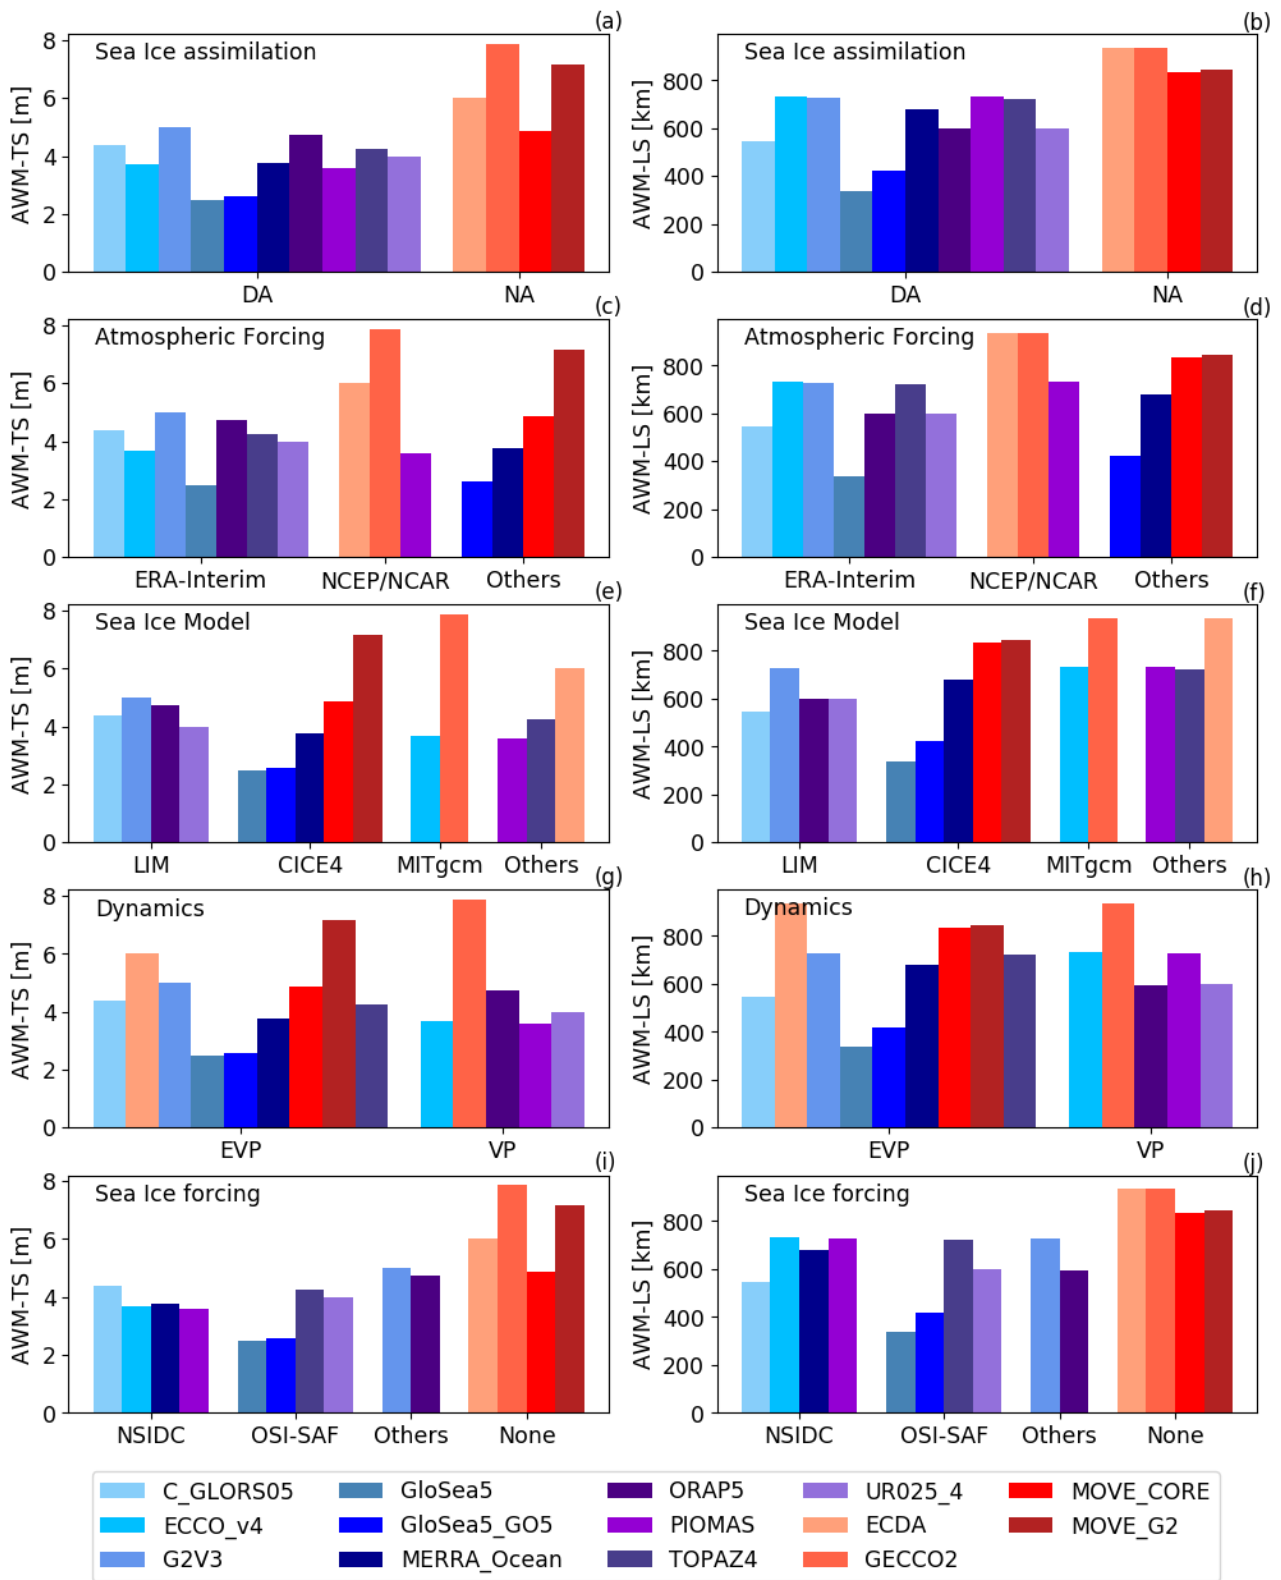 (a)
Sea Ice assimilation
AWM-TS [m]
8
6
4
2
0
DA NA
(b)
Sea Ice assimilation
AWM-LS [km]
800
600
400
200
0
DA NA
(c)
Atmospheric Forcing
AWM-TS [m]
8
6
4
2
0
ERA-Interim NCEP/NCAR Others
(d)
Atmospheric Forcing
AWM-LS [km]
800
600
400
200
0
ERA-Interim NCEP/NCAR Others
(e)
Sea Ice Model
AWM-TS [m]
8
6
4
2
0
LIM CICE4 MITgcm Others
(f)
Sea Ice Model
AWM-LS [km]
800
600
400
200
0
LIM CICE4 MITgcm Others
(g)
Dynamics
AWM-TS [m]
8
6
4
2
0
EVP VP
(h)
Dynamics
AWM-LS [km]
800
600
400
200
0
EVP VP
(i)
Sea Ice forcing
AWM-TS [m]
8
6
4
2
0
NSIDC OSI-SAF Others None
(j)
Sea Ice forcing
AWM-LS [km]
800
600
400
200
0
NSIDC OSI-SAF Others None
C_GLORS05 GloSea5 ORAP5 UR025_4 MOVE_CORE
ECCO_v4 GloSea5_GO5 PIOMAS ECDA MOVE_G2
G2V3 MERRA_Ocean TOPAZ4 GECCO2